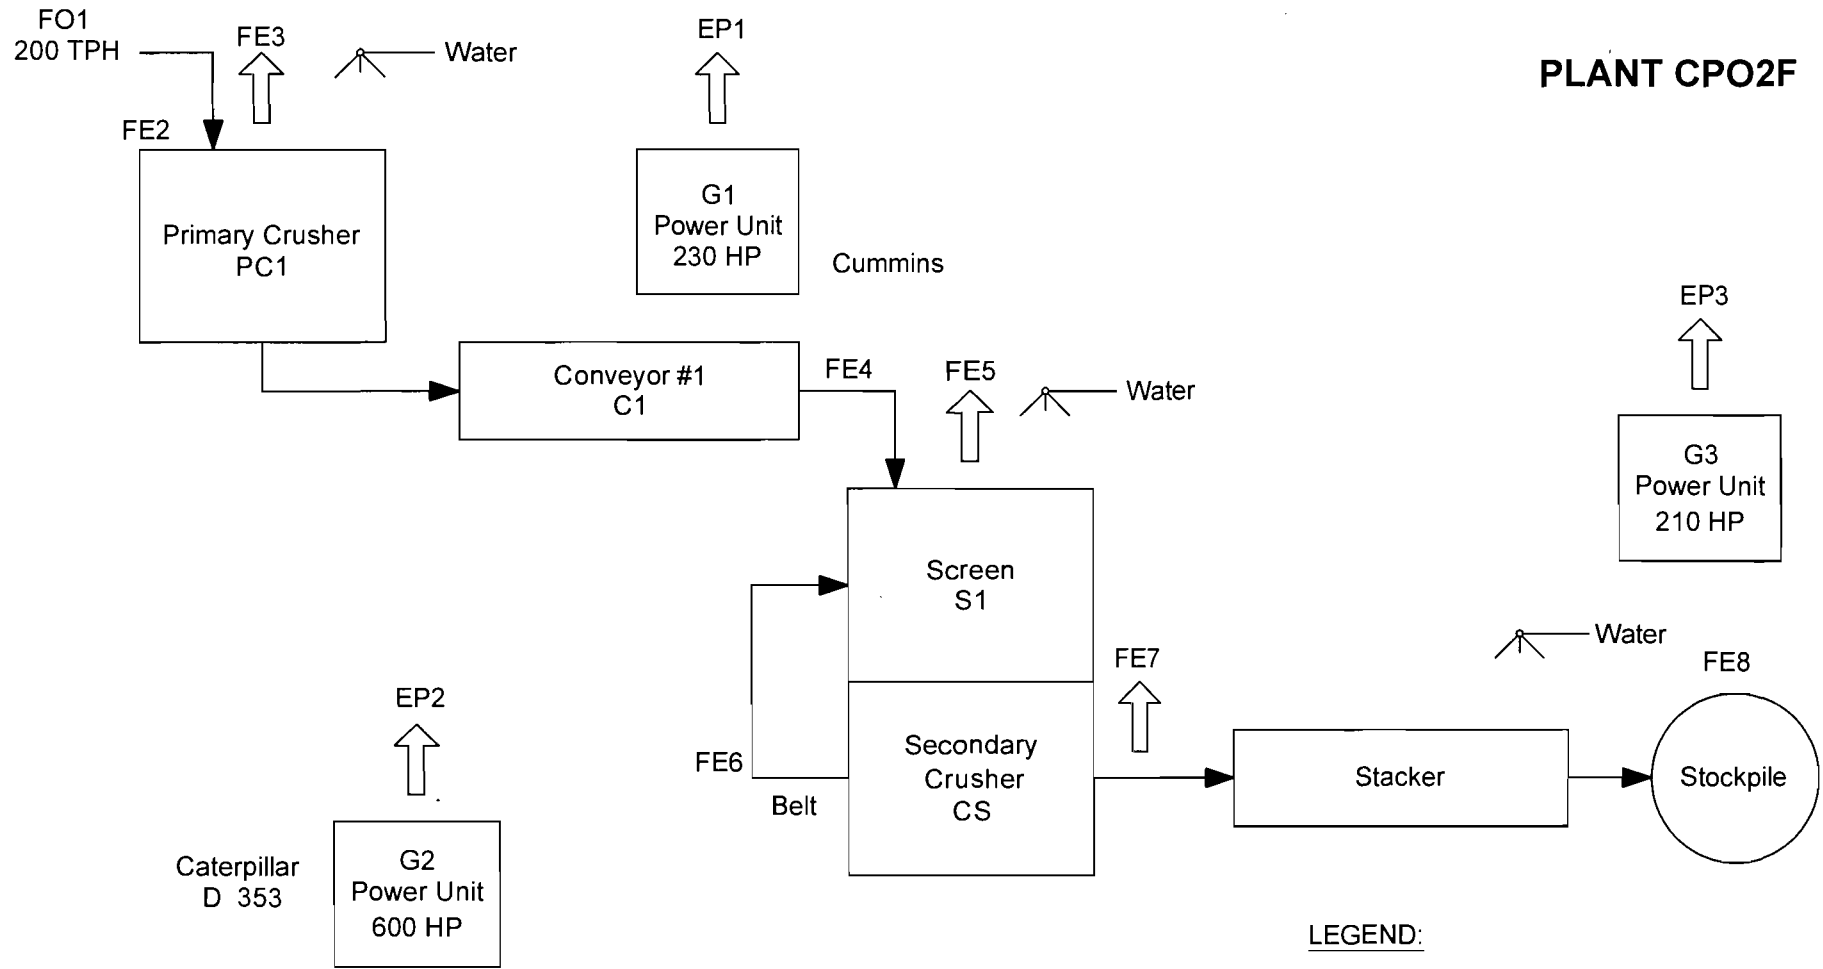 FO1
200 TPH
FE3
Water
EP1
PLANT CPO2F
FE2
Primary Crusher
PC1
G1
Power Unit
230 HP
Cummins
EP3
Conveyor #1
C1
FE4
FE5
Water
G3
Power Unit
210 HP
Screen
S1
Water
FE7
FE8
EP2
FE6
Belt
Secondary
Crusher
CS
Stacker
Stockpile
Caterpillar
D 353
G2
Power Unit
600 HP
LEGEND: